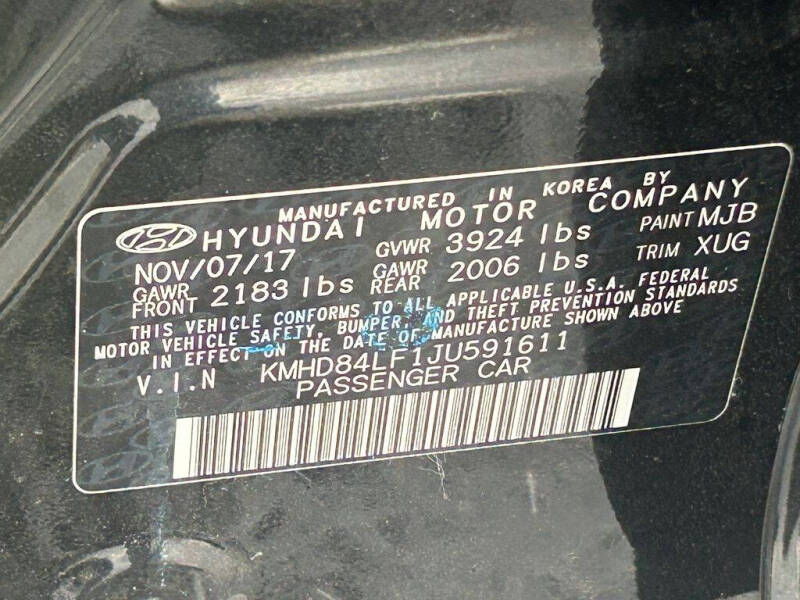 MANUFACTURED IN KOREA BY
HYUNDAI MOTOR COMPANY
NOV/07/17 GVWR 3924 lbs PAINT MJB
GAWR FRONT 2183 lbs GAWR REAR 2006 lbs TRIM XUG
THIS VEHICLE CONFORMS TO ALL APPLICABLE U.S.A. FEDERAL
MOTOR VEHICLE SAFETY, BUMPER, AND THEFT PREVENTION STANDARDS
IN EFFECT ON THE DATE OF MANUFACTURE SHOWN ABOVE
V.I.N KMHD84LF1JU591611
PASSENGER CAR